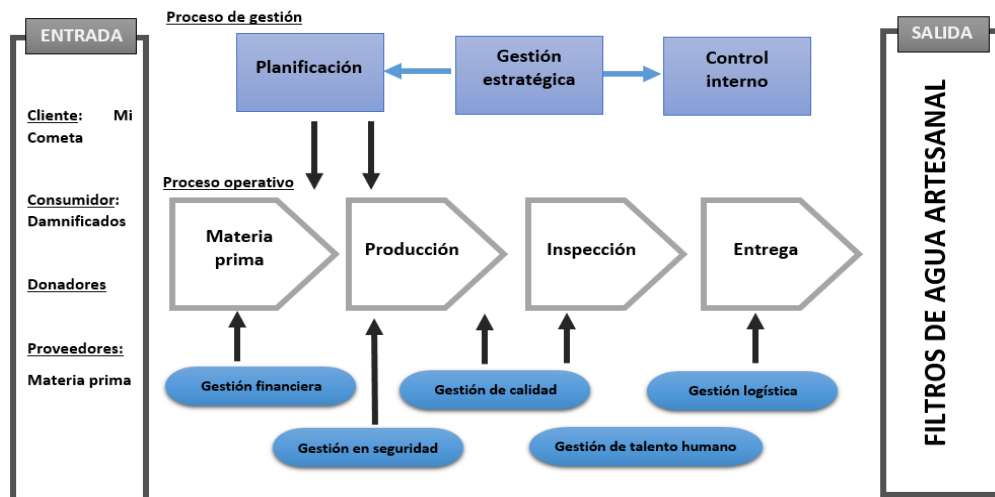 Proceso de gestión
ENTRADA
SALIDA
Planificación
Gestión
estratégica
Control
interno
Cliente: Mi
Cometa
Consumidor:
Damnificados
Donadores
Proveedores:
Materia prima
Proceso operativo
Materia
prima
Producción
Inspección
Entrega
Gestión financiera
Gestión de calidad
Gestión logística
Gestión en seguridad
Gestión de talento humano
FILTROS DE AGUA ARTESANAL